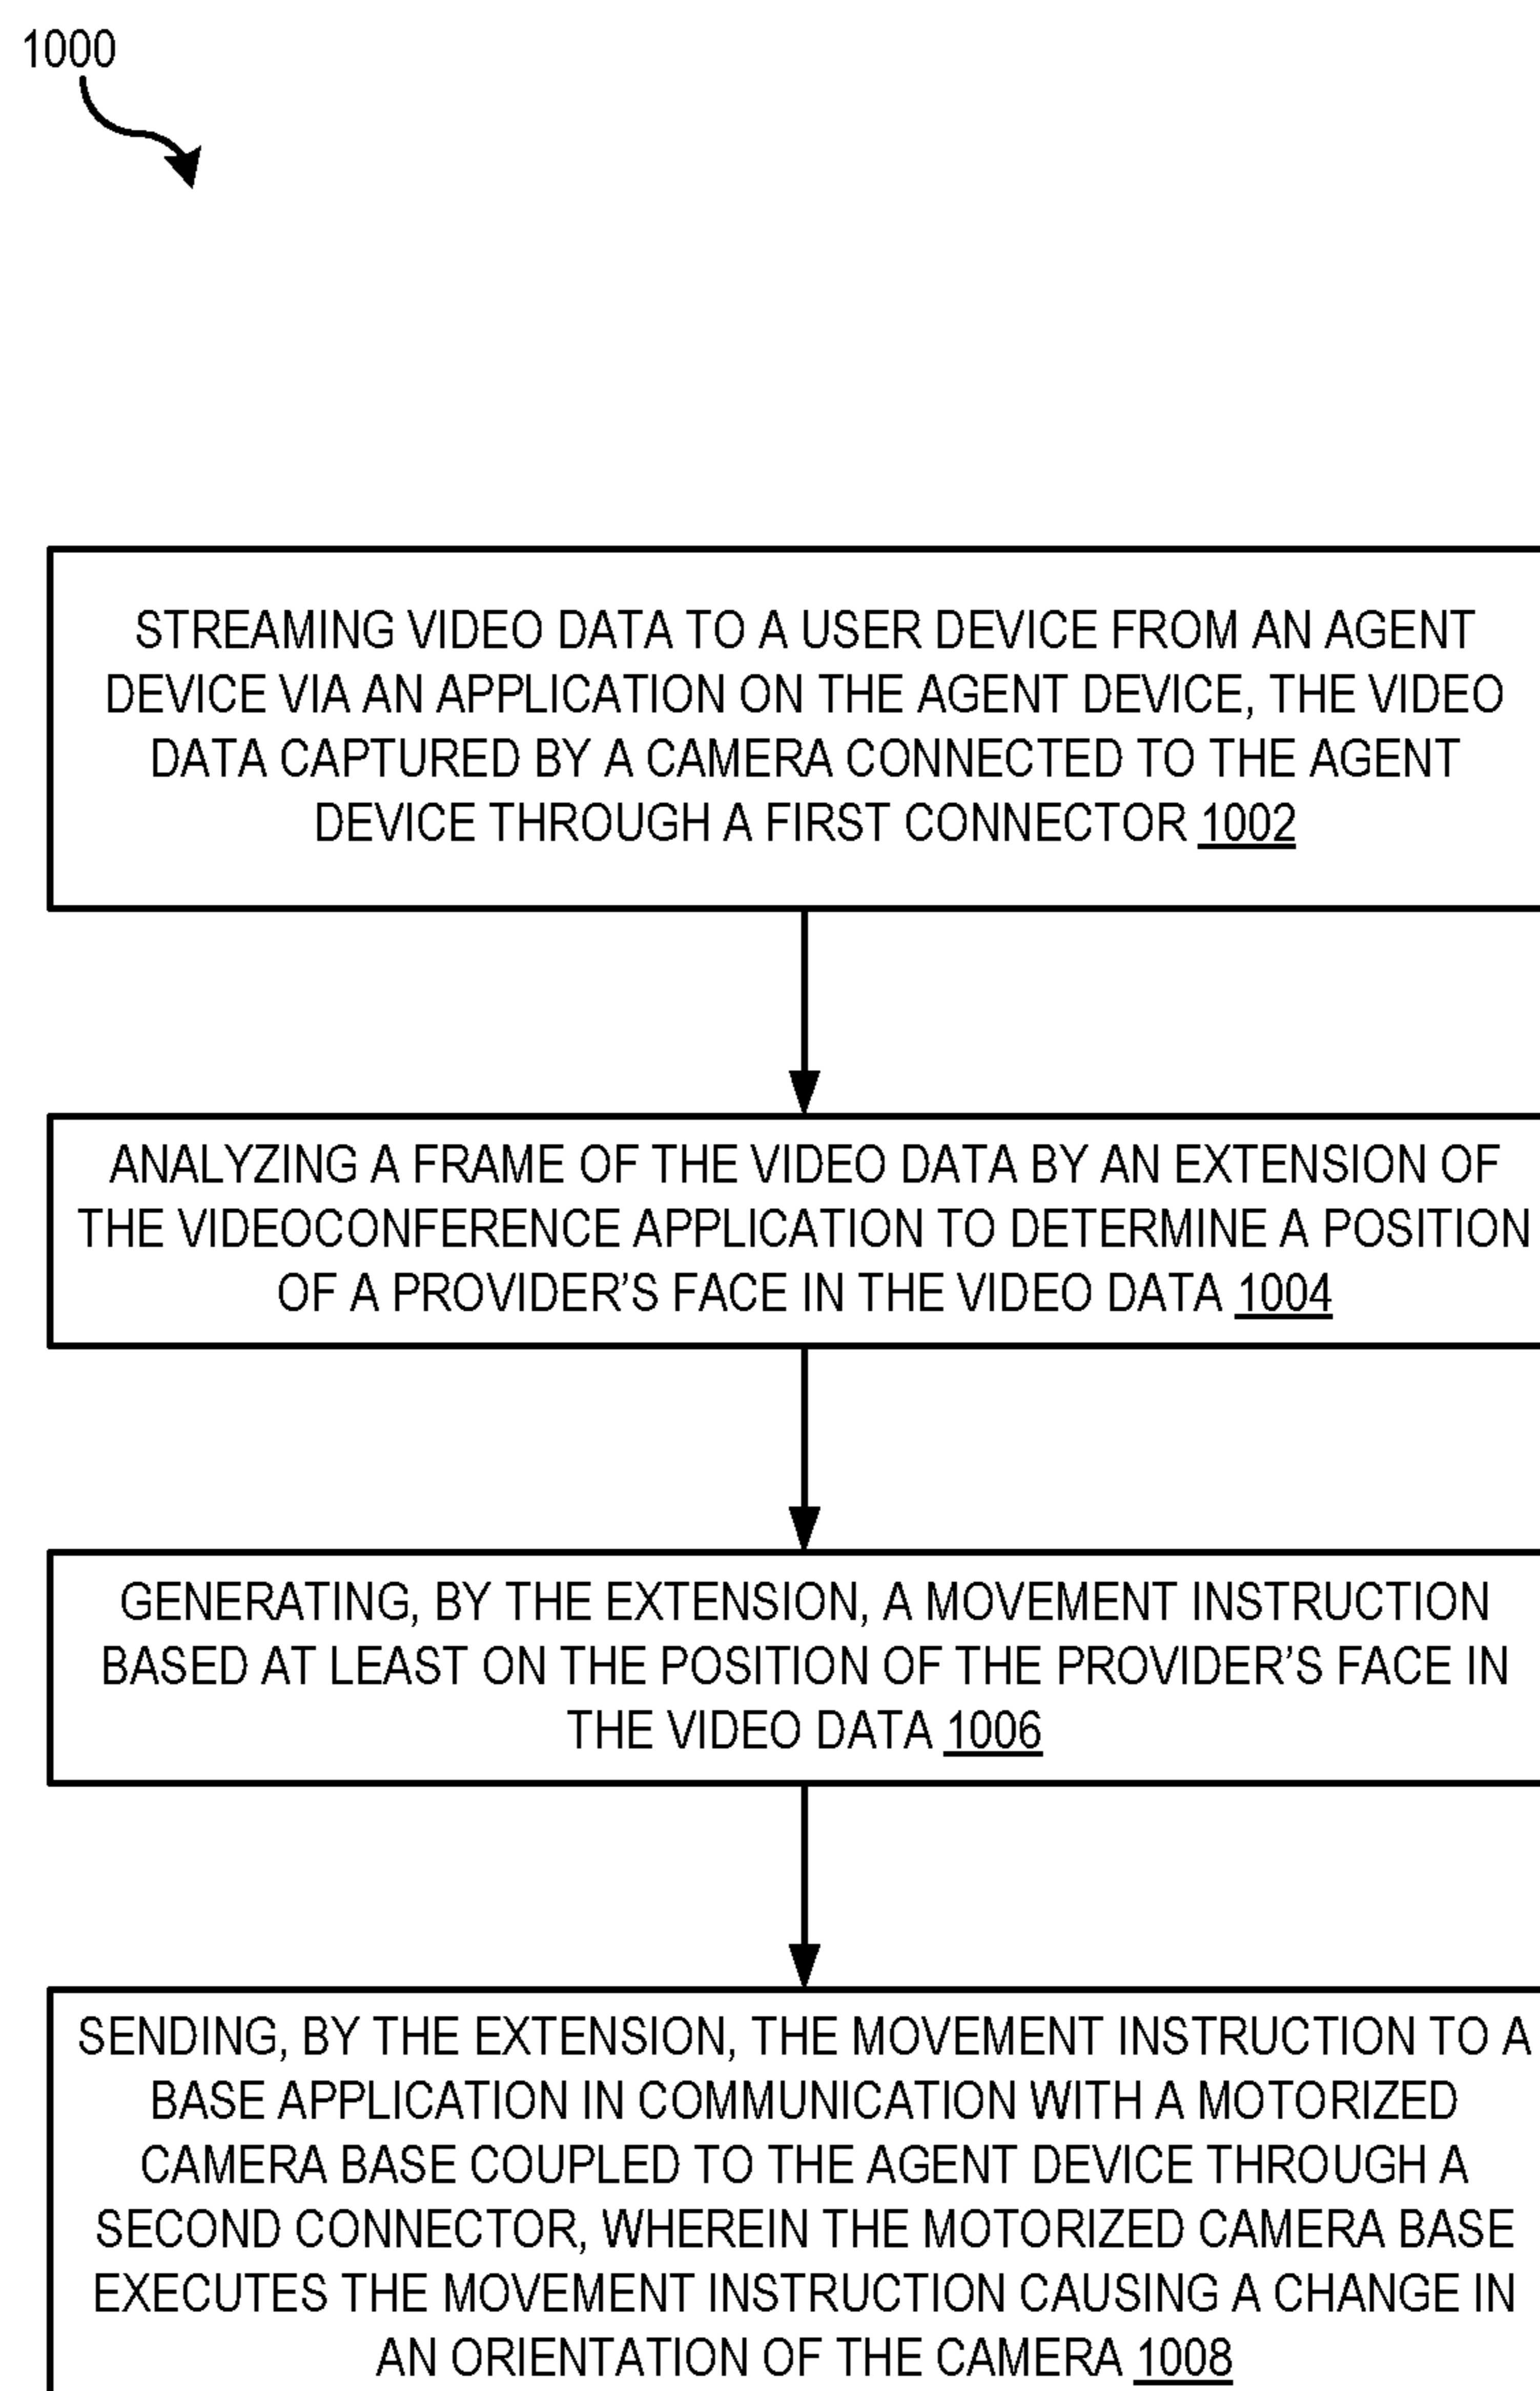 1000
STREAMING VIDEO DATA TO A USER DEVICE FROM AN AGENT
DEVICE VIA AN APPLICATION ON THE AGENT DEVICE, THE VIDEO
DATA CAPTURED BY A CAMERA CONNECTED TO THE AGENT
DEVICE THROUGH A FIRST CONNECTOR 1002
ANALYZING A FRAME OF THE VIDEO DATA BY AN EXTENSION OF
THE VIDEOCONFERENCE APPLICATION TO DETERMINE A POSITION
OF A PROVIDER’S FACE IN THE VIDEO DATA 1004
GENERATING, BY THE EXTENSION, A MOVEMENT INSTRUCTION
BASED AT LEAST ON THE POSITION OF THE PROVIDER’S FACE IN
THE VIDEO DATA 1006
SENDING, BY THE EXTENSION, THE MOVEMENT INSTRUCTION TO A
BASE APPLICATION IN COMMUNICATION WITH A MOTORIZED
CAMERA BASE COUPLED TO THE AGENT DEVICE THROUGH A
SECOND CONNECTOR, WHEREIN THE MOTORIZED CAMERA BASE
EXECUTES THE MOVEMENT INSTRUCTION CAUSING A CHANGE IN
AN ORIENTATION OF THE CAMERA 1008